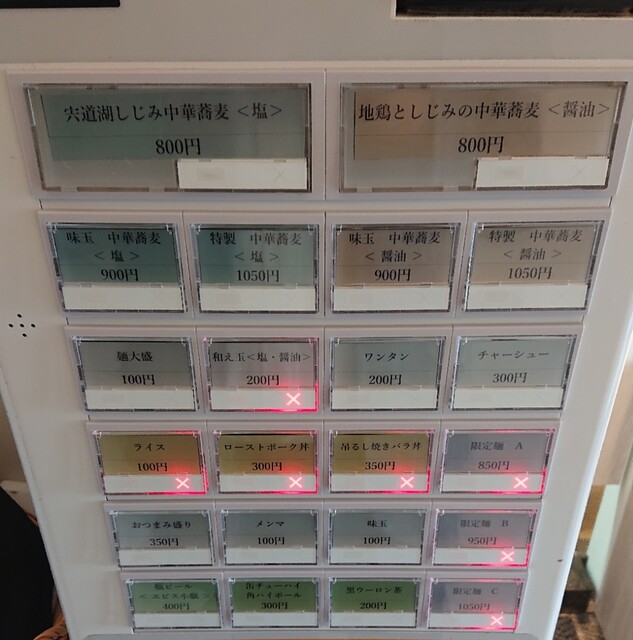 宍道湖しじみ中華蕎麦＜塩＞
800円
地鶏としじみの中華蕎麦＜醤油＞
800円
味玉　中華蕎麦
＜塩＞
900円
特製　中華蕎麦
＜塩＞
1050円
味玉　中華蕎麦
＜醤油＞
900円
特製　中華蕎麦
＜醤油＞
1050円
麺大盛
100円
和え玉＜塩・醤油＞
200円
ワンタン
200円
チャーシュー
300円
ライス
100円
ローストポーク丼
300円
吊るし焼きバラ丼
350円
限定麺　A
850円
おつまみ盛り
350円
メンマ
100円
味玉
100円
限定麺　B
950円
瓶ビール
＜エビス小瓶＞
400円
缶チューハイ
角ハイボール
300円
黒ウーロン茶
200円
限定麺　C
1050円